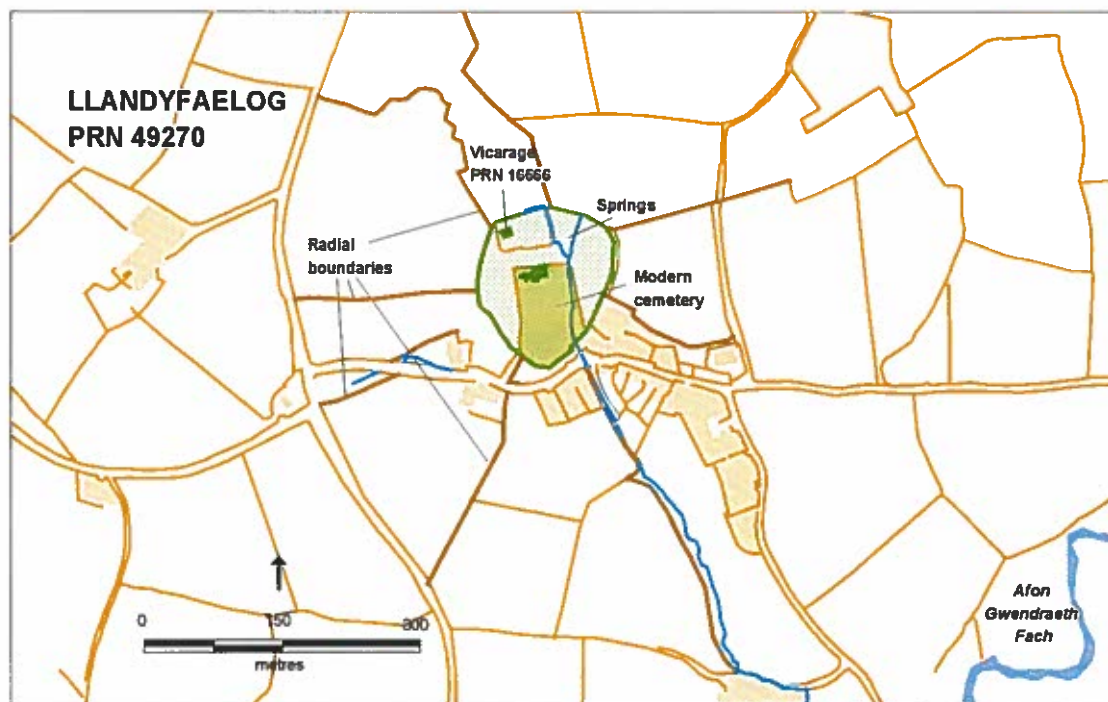 LLANDYFAELOG
PRN 49270
Vicarage
PRN 16666
Springs
Radial
boundaries
Modern
cemetery
Afon
Gwendraeth
Fach
0 150 300
metres